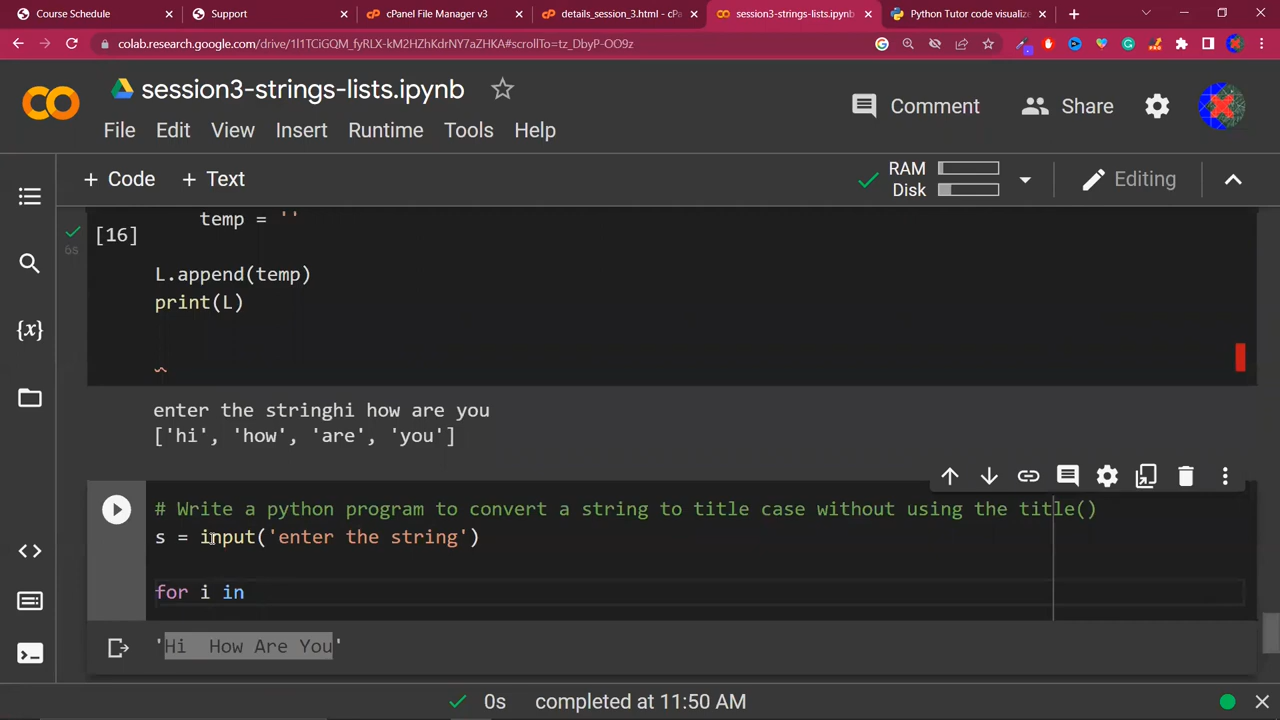 Course Schedule
Support
cPanel File Manager v3
details_session_3.html - cPa
session3-strings-lists.ipynb
Python Tutor code visualize
colab.research.google.com/drive/1l1TCiGQM_fyRLX-kM2HZhKdrNY7aZHKA#scrollTo=tz_DbyP-OO9z
session3-strings-lists.ipynb
Comment
Share
File Edit View Insert Runtime Tools Help
+ Code + Text
RAM
Disk
Editing
temp = ''
[16]
6s
L.append(temp)
print(L)
enter the stringhi how are you
['hi', 'how', 'are', 'you']
# Write a python program to convert a string to title case without using the title()
s = input('enter the string')
for i in
'Hi  How Are You'
0s completed at 11:50 AM